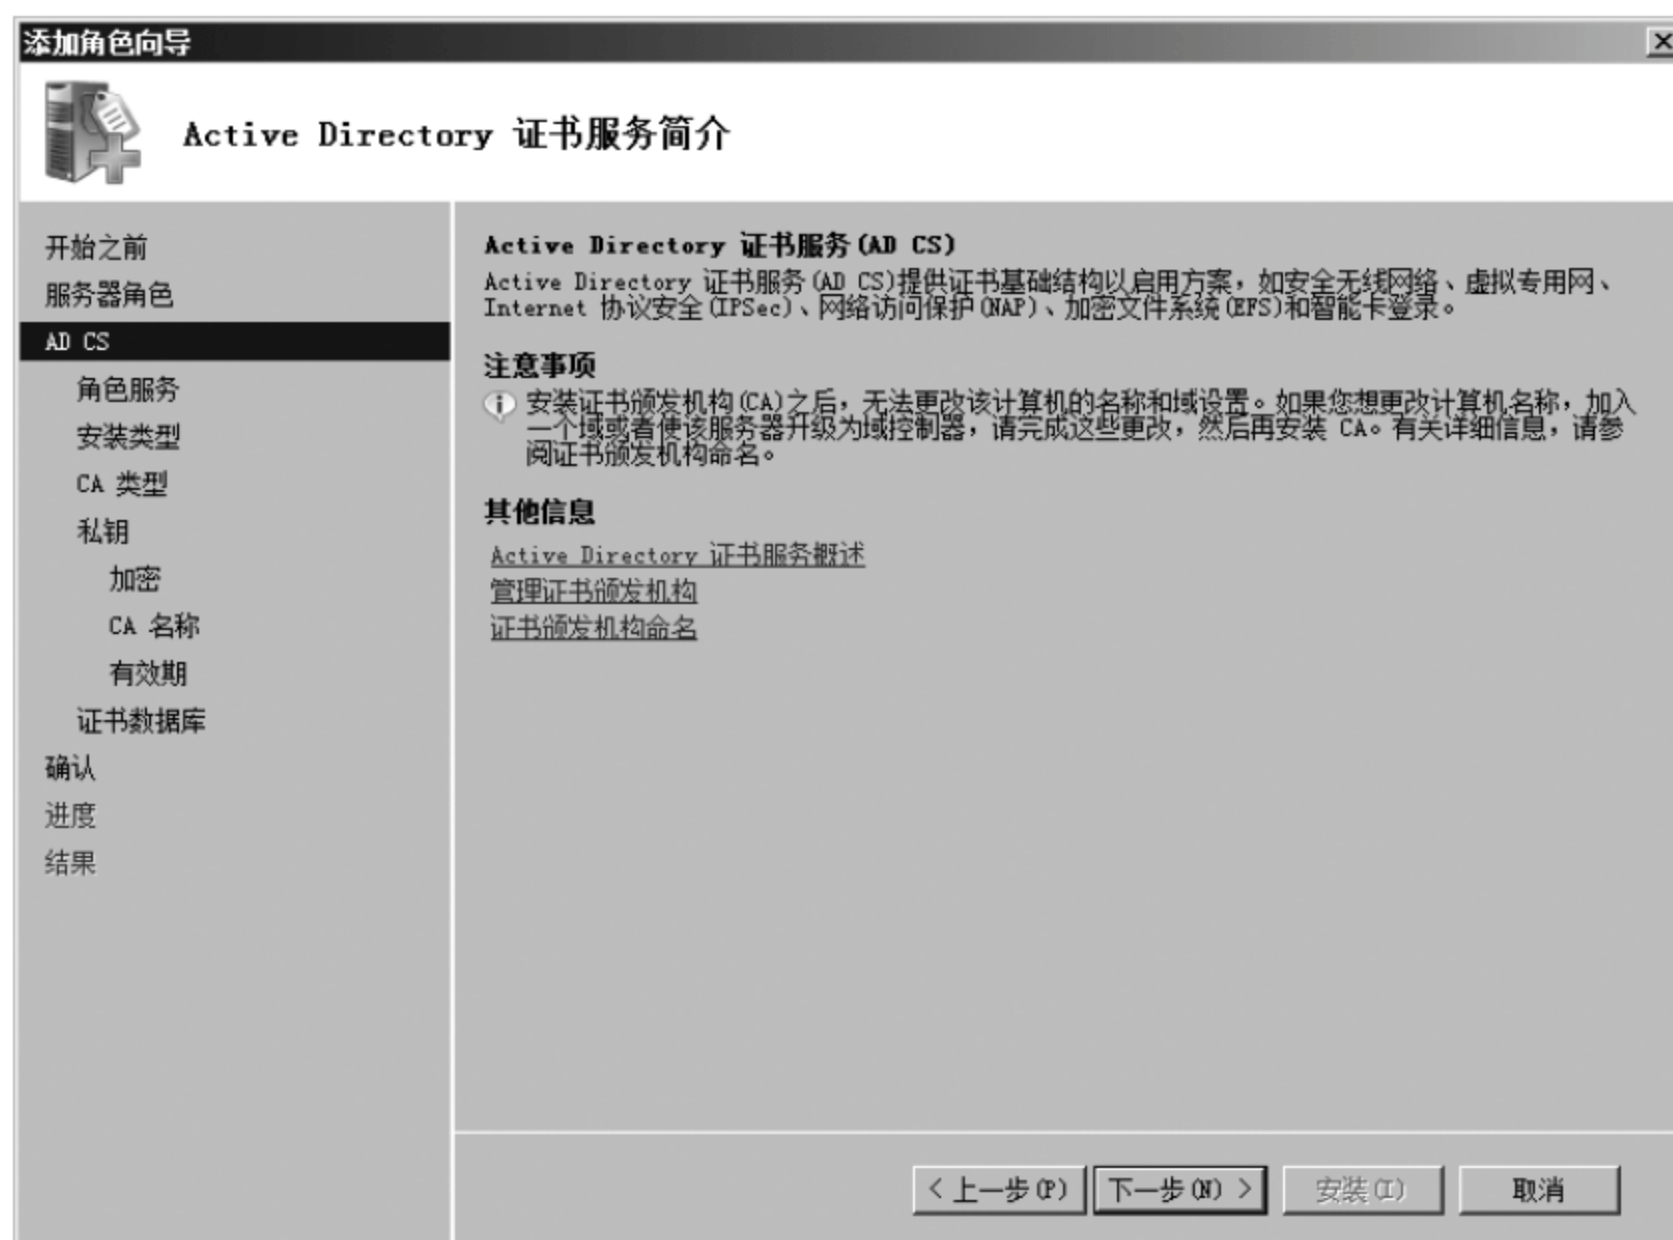 添加角色向导
Active Directory 证书服务简介
开始之前
服务器角色
AD CS
角色服务
安装类型
CA 类型
私钥
加密
CA 名称
有效期
证书数据库
确认
进度
结果
Active Directory 证书服务(AD CS)
Active Directory 证书服务(AD CS)提供证书基础结构以启用方案，如安全无线网络、虚拟专用网、
Internet 协议安全(IPSec)、网络访问保护(NAP)、加密文件系统(EFS)和智能卡登录。
注意事项
安装证书颁发机构(CA)之后，无法更改该计算机的名称和域设置。如果您想更改计算机名称，加入
一个域或者使该服务器升级为域控制器，请完成这些更改，然后再安装 CA。有关详细信息，请参
阅证书颁发机构命名。
其他信息
Active Directory 证书服务概述
管理证书颁发机构
证书颁发机构命名
< 上一步(P)
下一步(N) >
安装(I)
取消